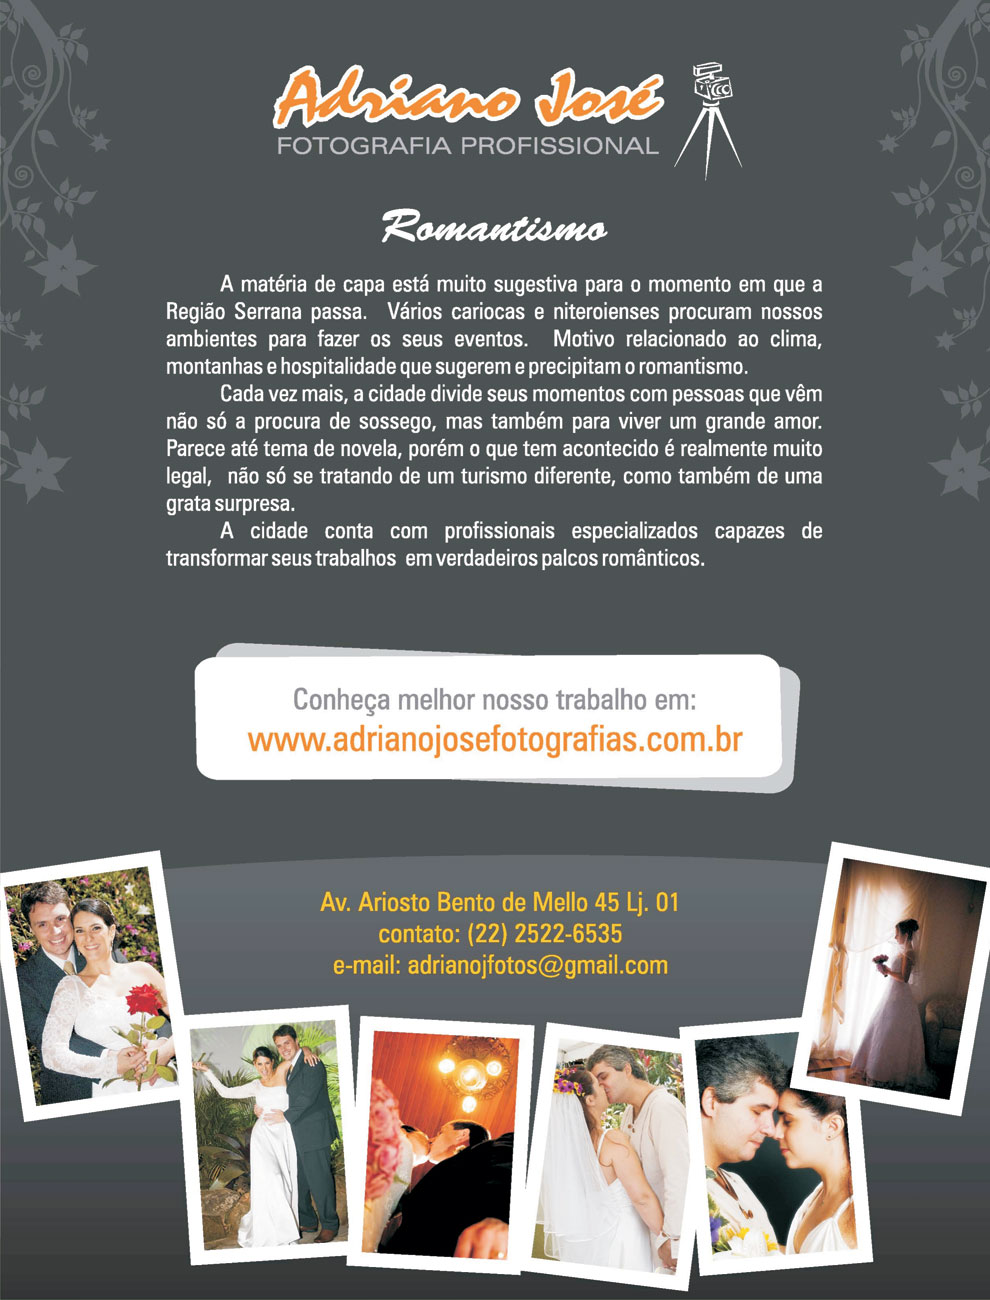 Adriano José
FOTOGRAFIA PROFISSIONAL
Romantismo
A matéria de capa está muito sugestiva para o momento em que a
Região Serrana passa. Vários cariocas e niteroienses procuram nossos
ambientes para fazer os seus eventos. Motivo relacionado ao clima,
montanhas e hospitalidade que sugerem e precipitam o romantismo.
Cada vez mais, a cidade divide seus momentos com pessoas que vêm
não só a procura de sossego, mas também para viver um grande amor.
Parece até tema de novela, porém o que tem acontecido é realmente muito
legal, não só se tratando de um turismo diferente, como também de uma
grata surpresa.
A cidade conta com profissionais especializados capazes de
transformar seus trabalhos em verdadeiros palcos românticos.
Conheça melhor nosso trabalho em:
www.adrianojosefotografias.com.br
Av. Ariosto Bento de Mello 45 Lj. 01
contato: (22) 2522-6535
e-mail: adrianojfotos@gmail.com